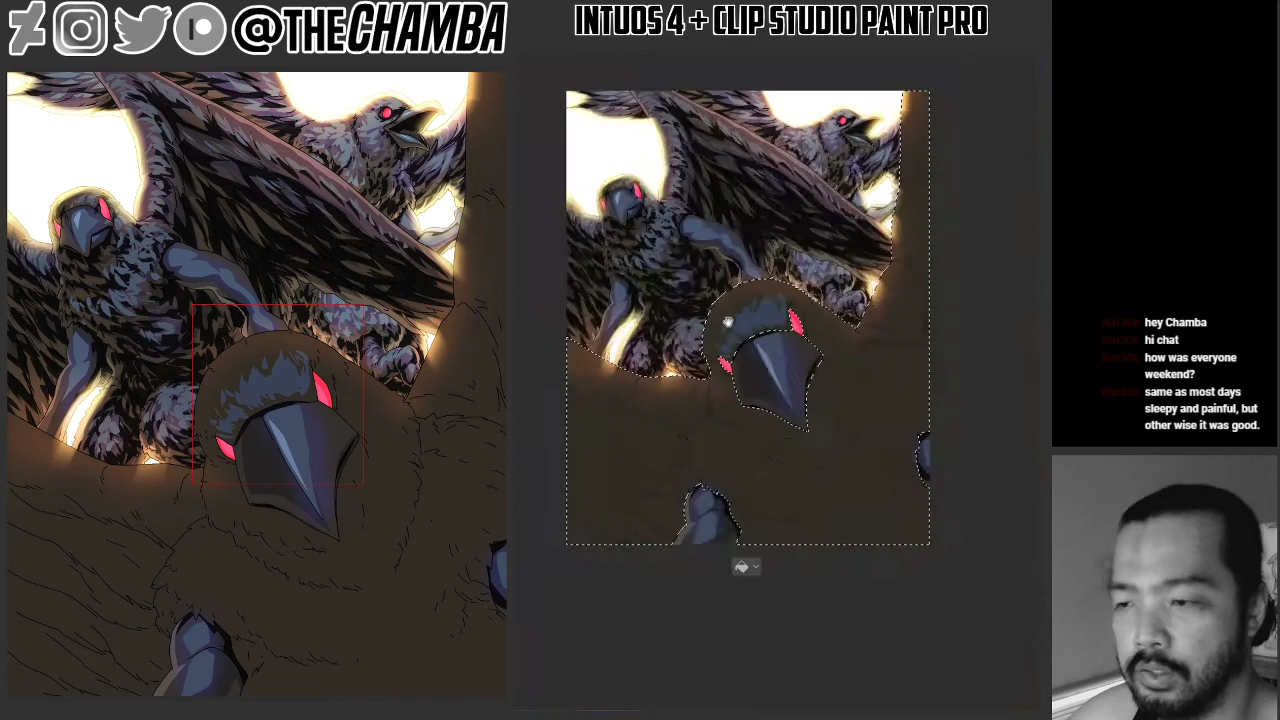 @THECHAMBA
INTUOS 4 + CLIP STUDIO PAINT PRO
hey Chamba
hi chat
how was everyone
weekend?
same as most days
sleepy and painful, but
other wise it was good.